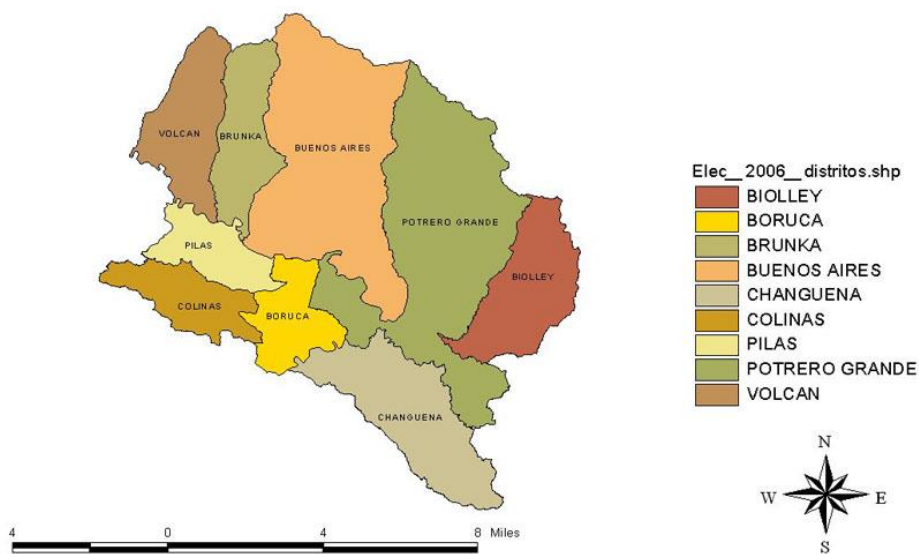 VOLCAN
BRUNKA
BUENOS AIRES
POTRERO GRANDE
PILAS
BIOLLEY
COLINAS
BORUCA
CHANGUENA
Elec__2006__distritos.shp
BIOLLEY
BORUCA
BRUNKA
BUENOS AIRES
CHANGUENA
COLINAS
PILAS
POTRERO GRANDE
VOLCAN
N
W E
S
4 0 4 8 Miles